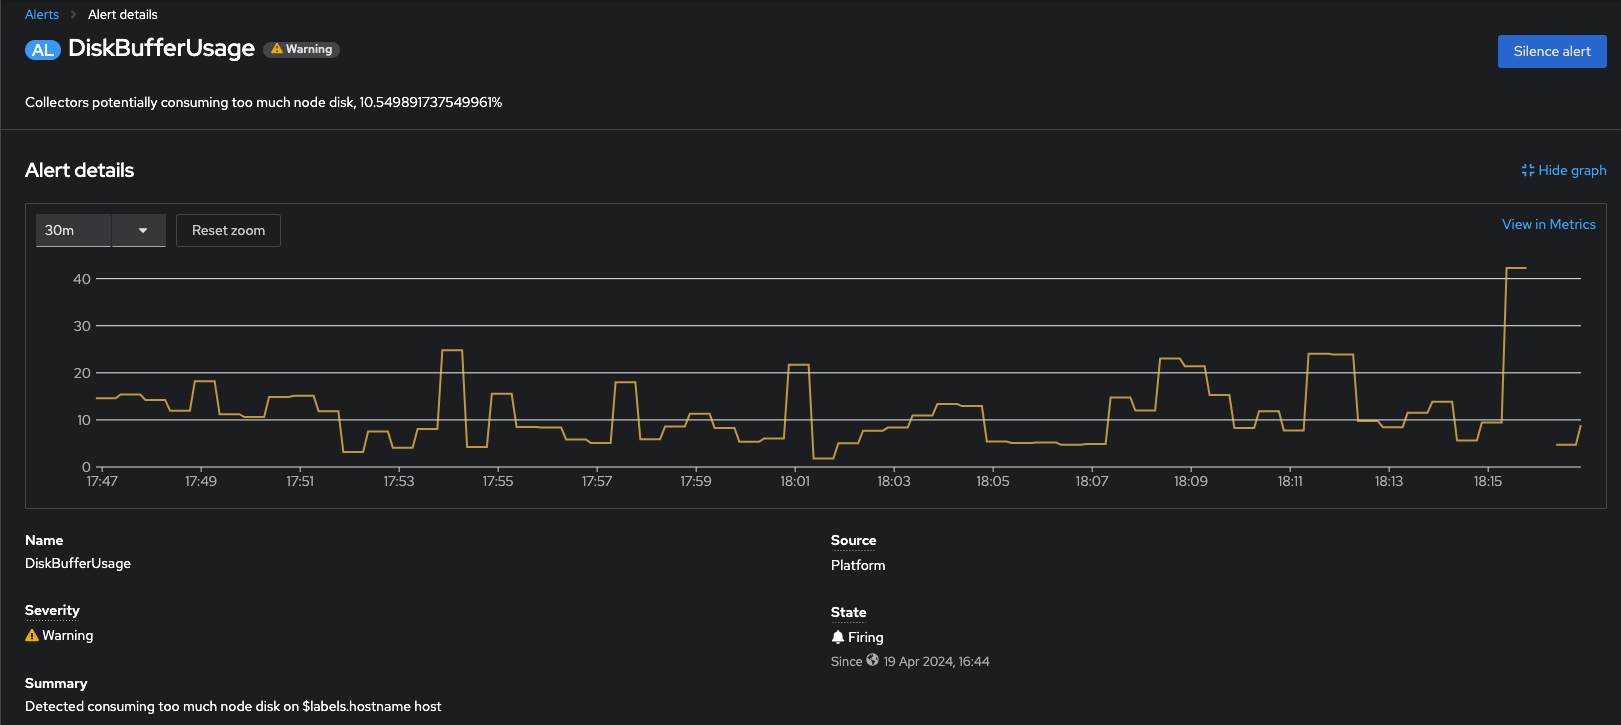 Alerts > Alert details
AL DiskBufferUsage Warning
Silence alert
Collectors potentially consuming too much node disk, 10.549891737549961%
Alert details
Hide graph
30m Reset zoom
View in Metrics
40
30
20
10
0
17:47 17:49 17:51 17:53 17:55 17:57 17:59 18:01 18:03 18:05 18:07 18:09 18:11 18:13 18:15
Name
DiskBufferUsage
Severity
Warning
Summary
Detected consuming too much node disk on $labels.hostname host
Source
Platform
State
Firing
Since 19 Apr 2024, 16:44